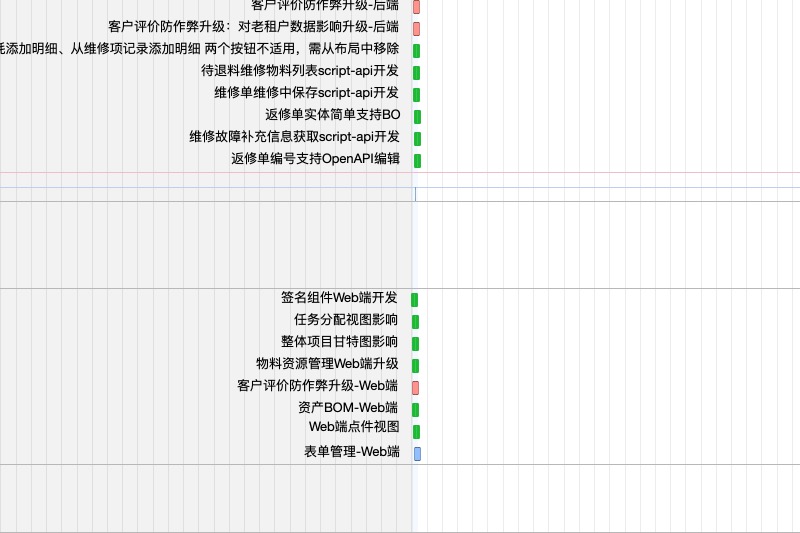 客户评价防作弊升级-后端
客户评价防作弊升级：对老租户数据影响升级-后端
添加明细、从维修项记录添加明细 两个按钮不适用，需从布局中移除
待退料维修物料列表script-api开发
维修单维修中保存script-api开发
返修单实体简单支持BO
维修故障补充信息获取script-api开发
返修单编号支持OpenAPI编辑
签名组件Web端开发
任务分配视图影响
整体项目甘特图影响
物料资源管理Web端升级
客户评价防作弊升级-Web端
资产BOM-Web端
Web端点件视图
表单管理-Web端